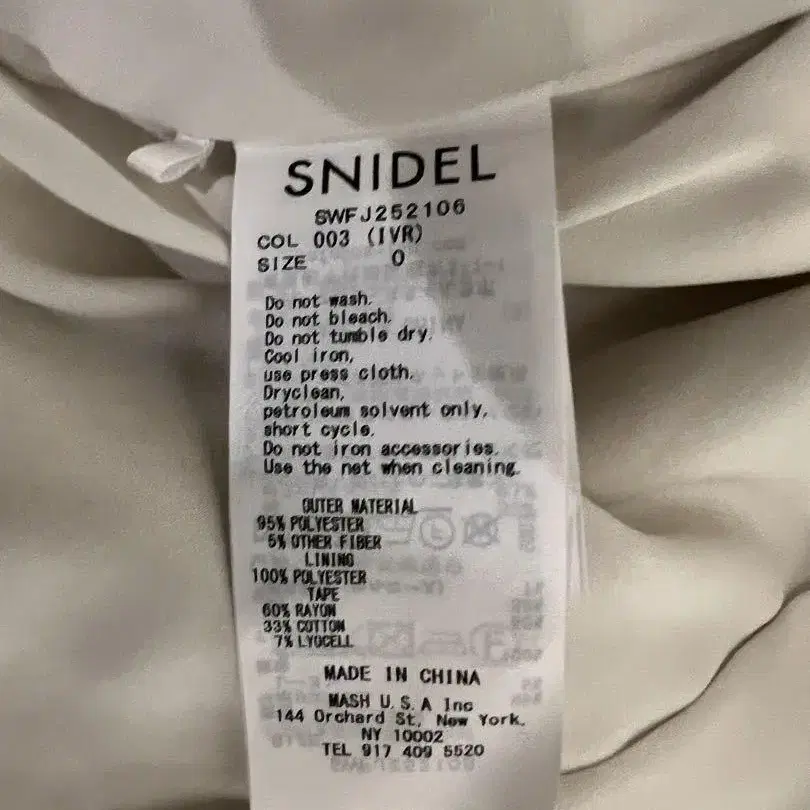 SNIDEL
SWFJ252106
COL 003 (IVR)
SIZE 0
Do not wash.
Do not bleach.
Do not tumble dry.
Cool iron,
use press cloth.
Dryclean,
petroleum solvent only,
short cycle.
Do not iron accessories.
Use the net when cleaning.
OUTER MATERIAL
95% POLYESTER
5% OTHER FIBER
LINING
100% POLYESTER
TAPE
60% RAYON
33% COTTON
7% LYOCELL
MADE IN CHINA
MASH U.S.A Inc
144 Orchard St, New York.
NY 10002
TEL 917 409 5520